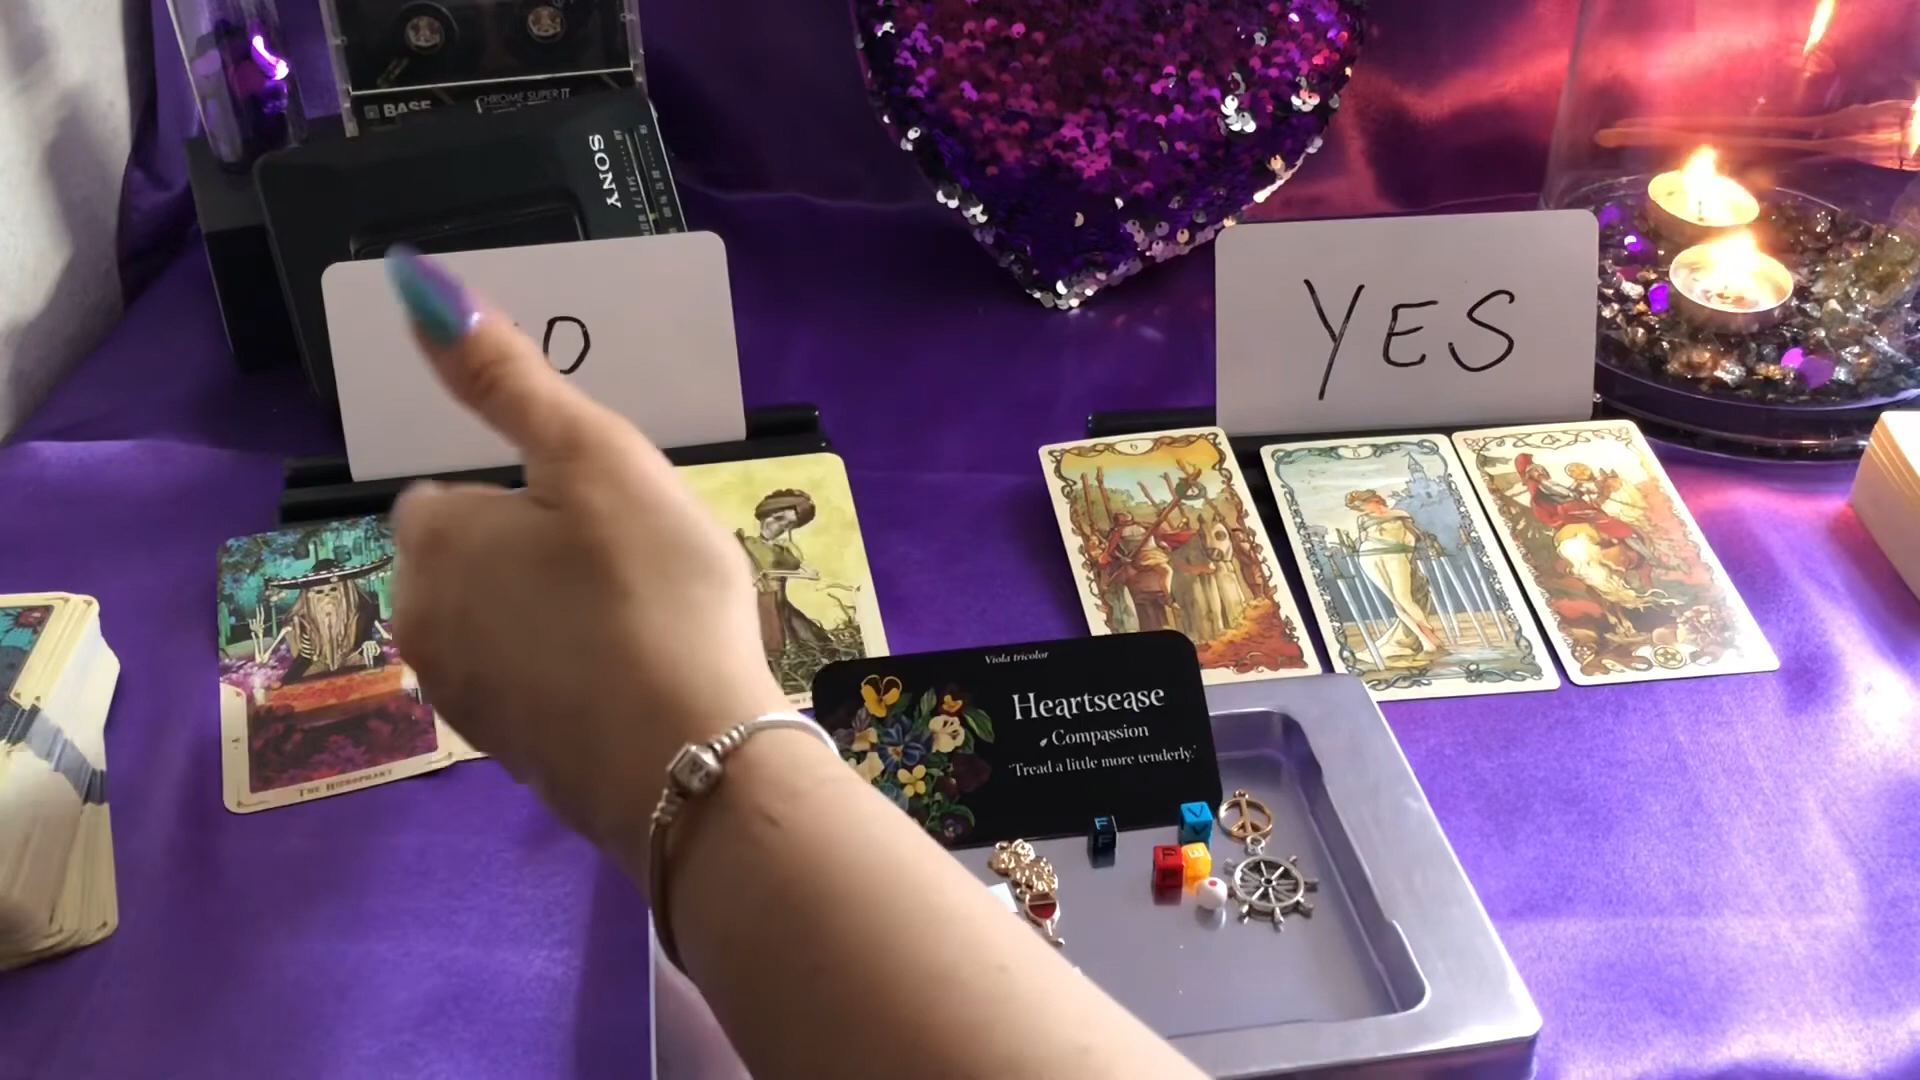 BASF
CHROME SUPER II
SONY
O
YES
Viola tricolor
Heartsease
Compassion
'Tread a little more tenderly.'
THE HIEROPHANT